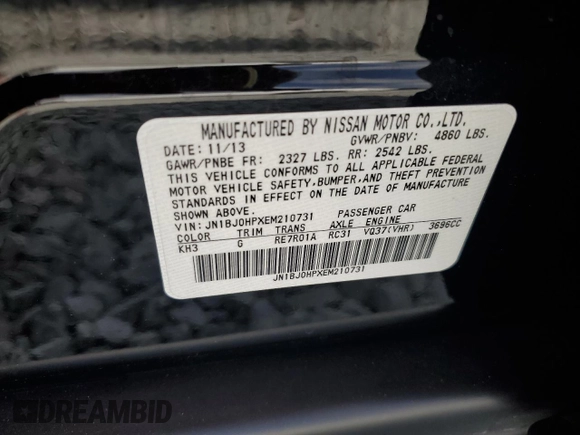 MANUFACTURED BY NISSAN MOTOR CO.,LTD.
DATE: 11/13 GVWR/PNBV: 4860 LBS.
GAWR/PNBE FR: 2327 LBS. RR: 2542 LBS.
THIS VEHICLE CONFORMS TO ALL APPLICABLE FEDERAL
MOTOR VEHICLE SAFETY,BUMPER,AND THEFT PREVENTION
STANDARDS IN EFFECT ON THE DATE OF MANUFACTURE
SHOWN ABOVE.
VIN: JN1BJ0HPXEM210731 PASSENGER CAR
COLOR TRIM TRANS AXLE ENGINE
KH3 G RE7R01A RC31 VQ37(VHR) 3696CC
JN1BJ0HPXEM210731
DREAMBID